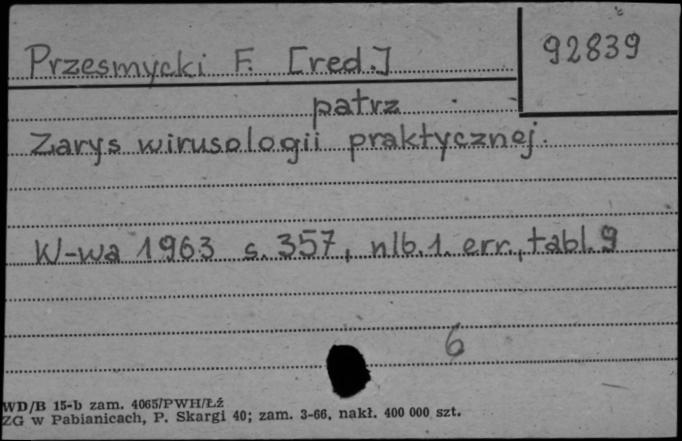 Przesmycki F. [red.]
92839
patrz
Zarys wirusologii praktycznej.
W-wa 1963 s. 357, nlb. 1. err., tabl. 9
6
WD/B 15-b zam. 4065/PWH/Łź
ZG w Pabianicach, P. Skargi 40; zam. 3-66, nakł. 400 000 szt.